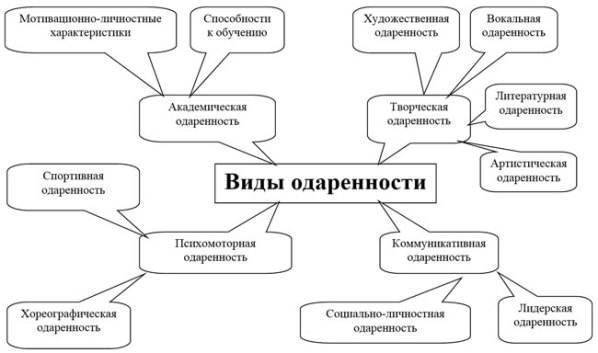 Мотивационно-личностные
характеристики
Способности
к обучению
Художественная
одаренность
Вокальная
одаренность
Академическая
одаренность
Творческая
одаренность
Литературная
одаренность
Артистическая
одаренность
Виды одаренности
Спортивная
одаренность
Психомоторная
одаренность
Коммуникативная
одаренность
Хореографическая
одаренность
Социально-личностная
одаренность
Лидерская
одаренность